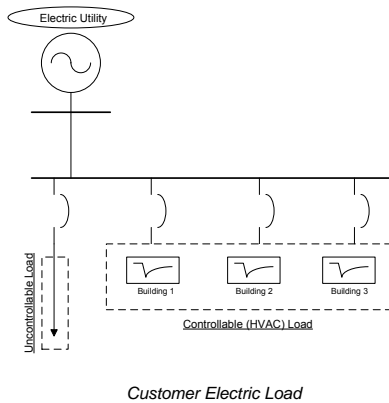 Electric Utility
Uncontrollable Load
Building 1
Building 2
Building 3
Controllable (HVAC) Load
Customer Electric Load